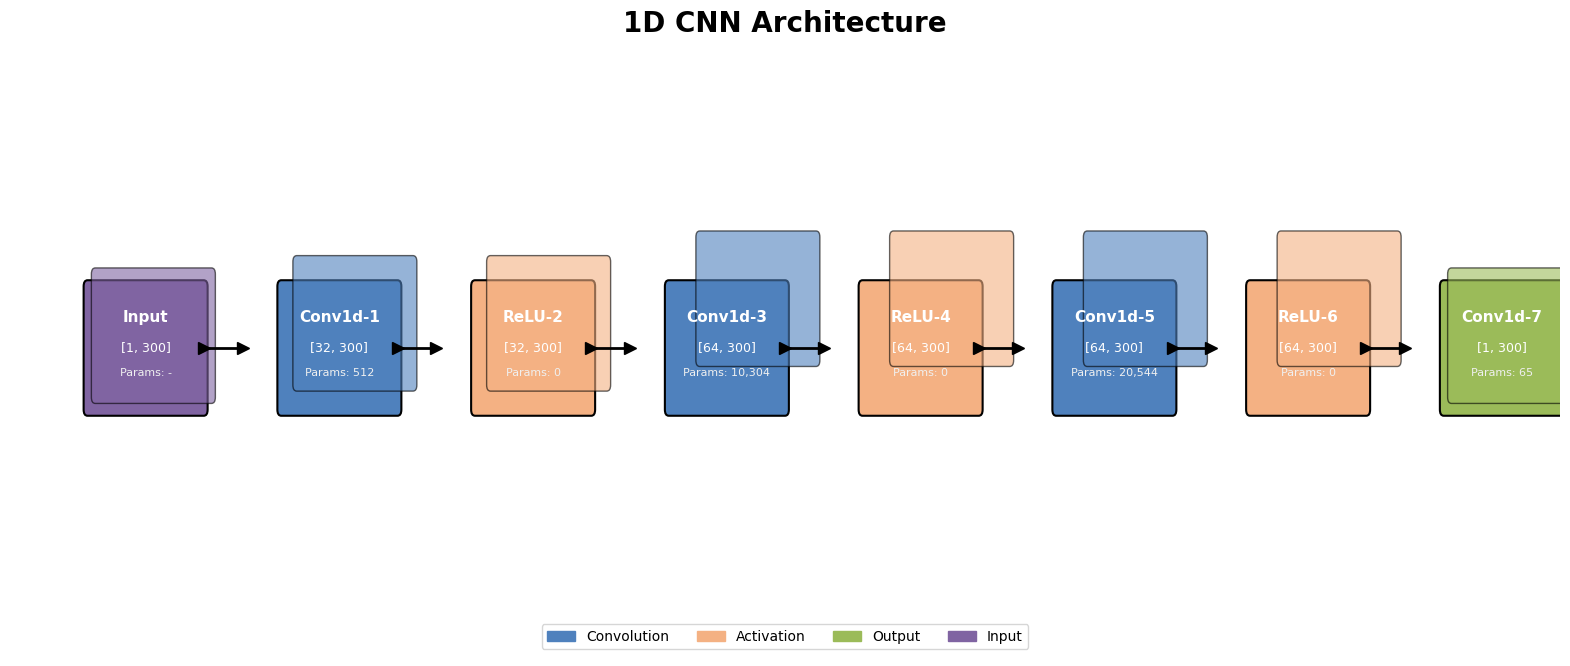 1D CNN Architecture
Input
[1, 300]
Params: -
Conv1d-1
[32, 300]
Params: 512
ReLU-2
[32, 300]
Params: 0
Conv1d-3
[64, 300]
Params: 10,304
ReLU-4
[64, 300]
Params: 0
Conv1d-5
[64, 300]
Params: 20,544
ReLU-6
[64, 300]
Params: 0
Conv1d-7
[1, 300]
Params: 65
Convolution
Activation
Output
Input